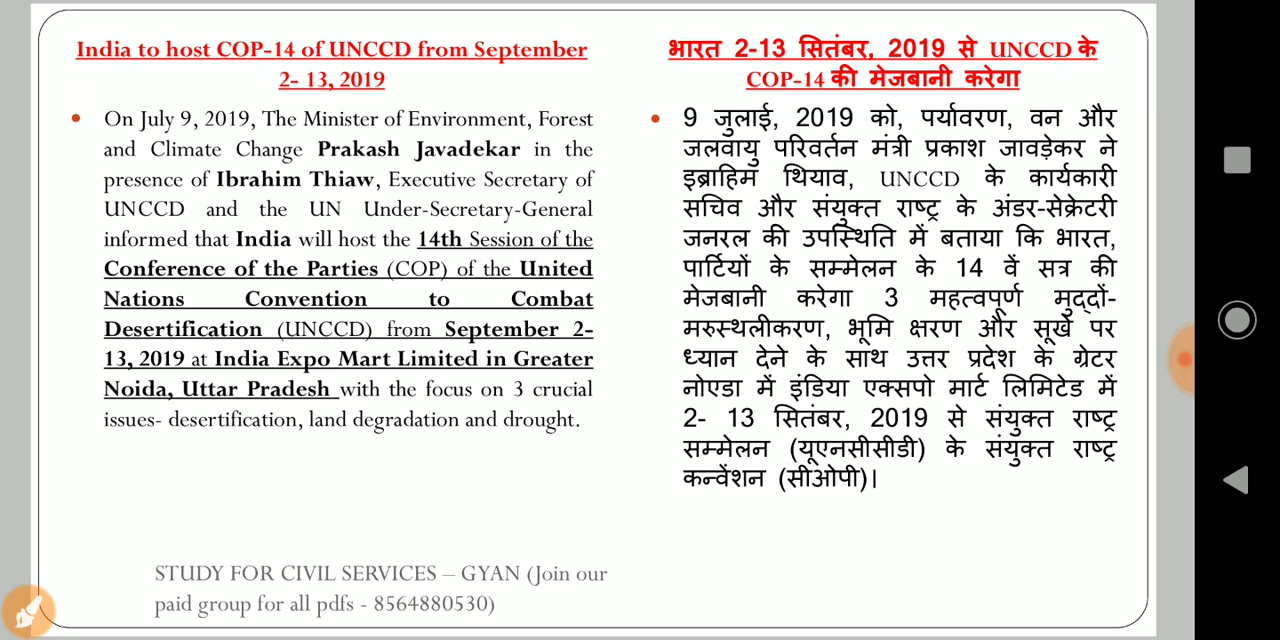 India to host COP-14 of UNCCD from September
2- 13, 2019
• On July 9, 2019, The Minister of Environment, Forest
and Climate Change Prakash Javadekar in the
presence of Ibrahim Thiaw, Executive Secretary of
UNCCD and the UN Under-Secretary-General
informed that India will host the 14th Session of the
Conference of the Parties (COP) of the United
Nations Convention to Combat
Desertification (UNCCD) from September 2-
13, 2019 at India Expo Mart Limited in Greater
Noida, Uttar Pradesh with the focus on 3 crucial
issues- desertification, land degradation and drought.
भारत 2-13 सितंबर, 2019 से UNCCD के
COP-14 की मेजबानी करेगा
• 9 जुलाई, 2019 को, पर्यावरण, वन और
जलवायु परिवर्तन मंत्री प्रकाश जावड़ेकर ने
इब्राहिम थियाव, UNCCD के कार्यकारी
सचिव और संयुक्त राष्ट्र के अंडर-सेक्रेटरी
जनरल की उपस्थिति में बताया कि भारत,
पार्टियों के सम्मेलन के 14 वें सत्र की
मेजबानी करेगा 3 महत्वपूर्ण मुद्दों-
मरुस्थलीकरण, भूमि क्षरण और सूखे पर
ध्यान देने के साथ उत्तर प्रदेश के ग्रेटर
नोएडा में इंडिया एक्सपो मार्ट लिमिटेड में
2- 13 सितंबर, 2019 से संयुक्त राष्ट्र
सम्मेलन (यूएनसीसीडी) के संयुक्त राष्ट्र
कन्वेंशन (सीओपी)।
STUDY FOR CIVIL SERVICES – GYAN (Join our
paid group for all pdfs - 8564880530)